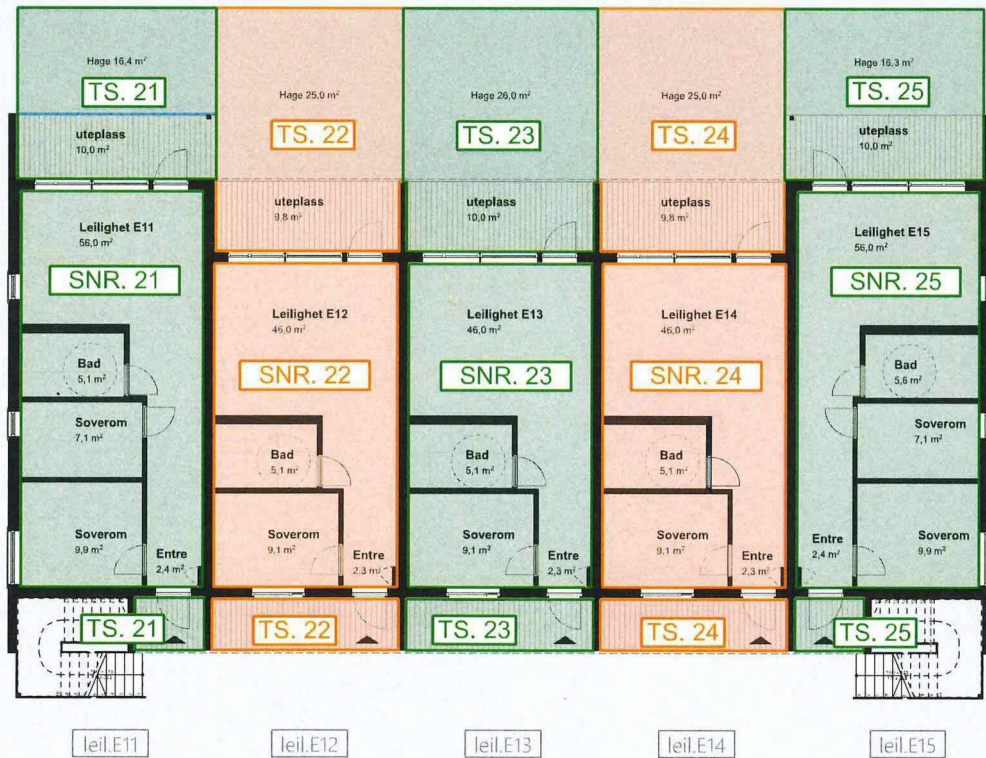 Hage 16,4 m²
TS. 21
uteplass
10,0 m²
Leilighet E11
56,0 m²
SNR. 21
Bad
5,1 m²
Soverom
7,1 m²
Soverom
9,9 m²
Entre
2,4 m²
TS. 21
leil.E11
Hage 25,0 m²
TS. 22
uteplass
9,8 m²
Leilighet E12
46,0 m²
SNR. 22
Bad
5,1 m²
Soverom
9,1 m²
Entre
2,3 m²
TS. 22
leil.E12
Hage 26,0 m²
TS. 23
uteplass
10,0 m²
Leilighet E13
46,0 m²
SNR. 23
Bad
5,1 m²
Soverom
9,1 m²
Entre
2,3 m²
TS. 23
leil.E13
Hage 25,0 m²
TS. 24
uteplass
9,8 m²
Leilighet E14
46,0 m²
SNR. 24
Bad
5,1 m²
Soverom
9,1 m²
Entre
2,3 m²
TS. 24
leil.E14
Hage 16,3 m²
TS. 25
uteplass
10,0 m²
Leilighet E15
56,0 m²
SNR. 25
Bad
5,6 m²
Soverom
7,1 m²
Soverom
9,9 m²
Entre
2,4 m²
TS. 25
leil.E15